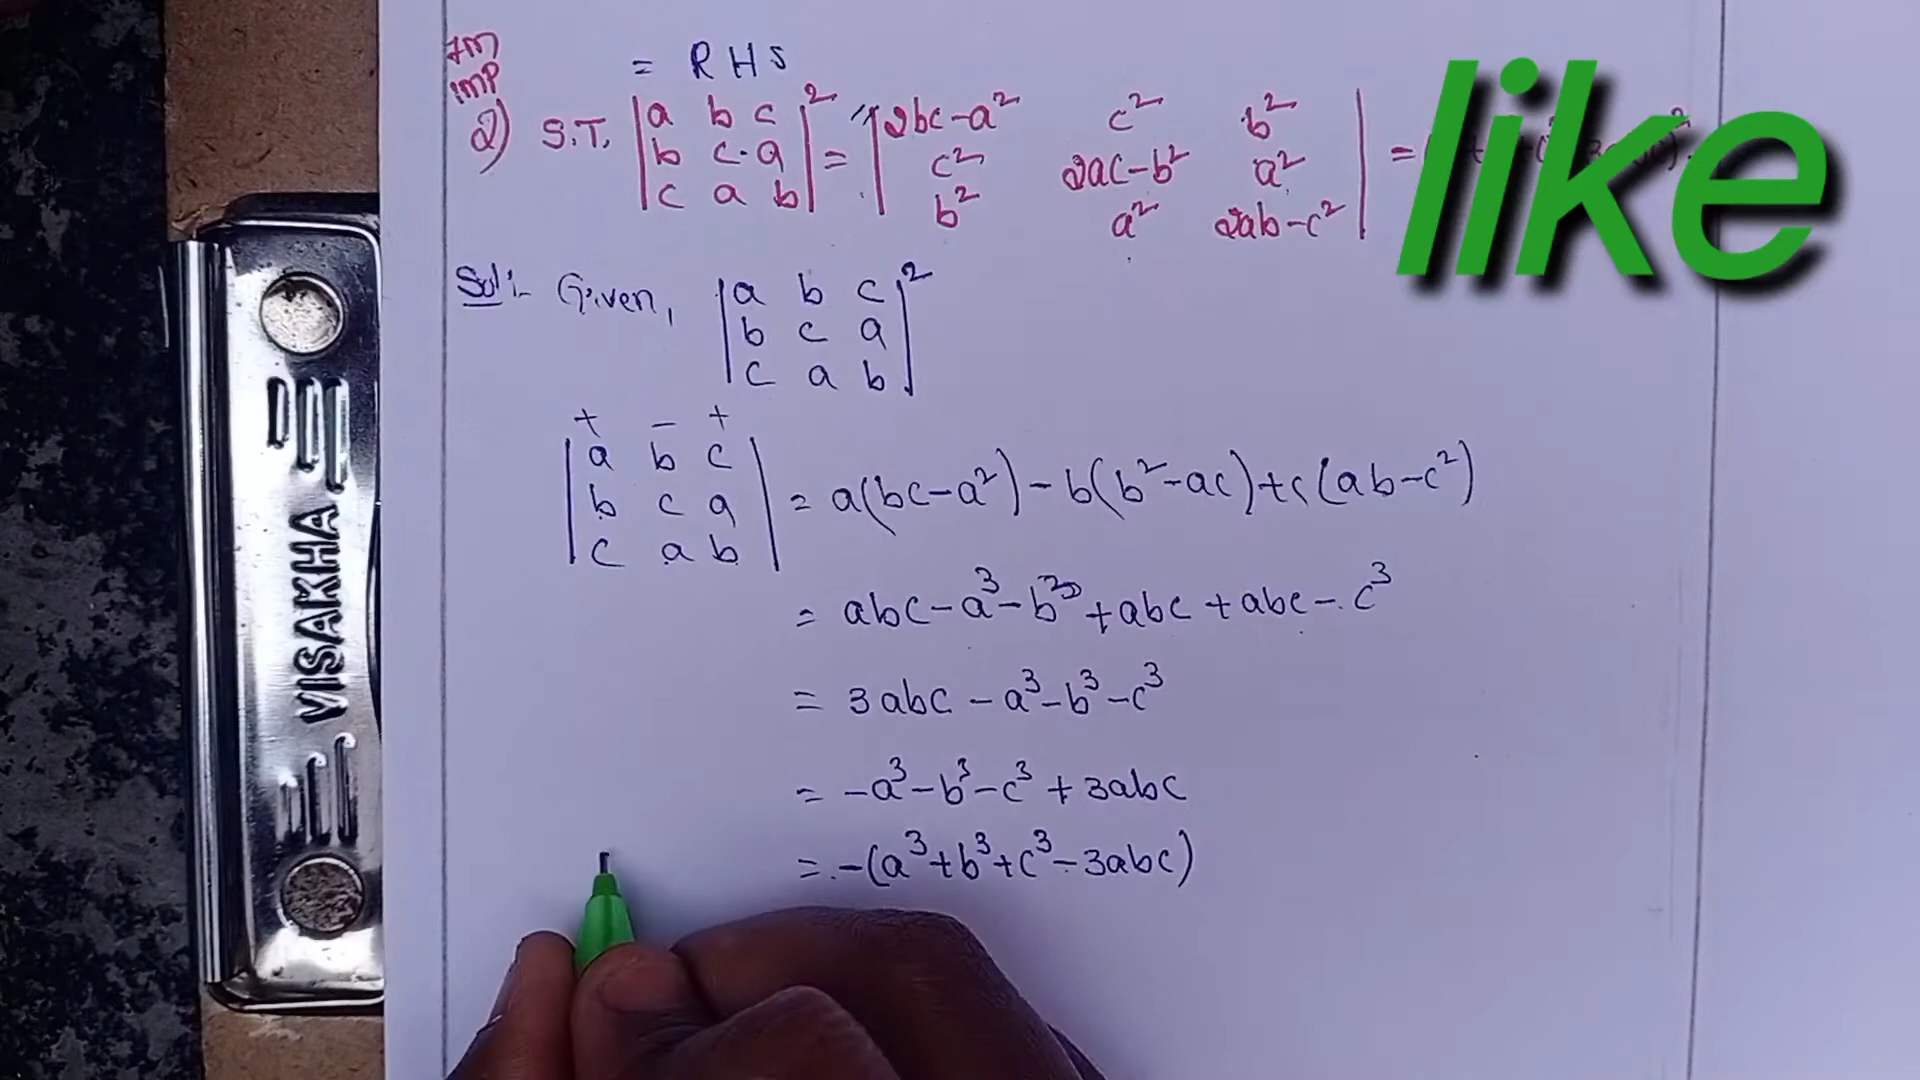 7M
IMP
= RHS
2) S.T. |a b c|² = |2bc-a² c² b²| =
|b c a| |c² 2ac-b² a²|
|c a b| |b² a² 2ab-c²|
like
Sol:- Given, |a b c|²
|b c a|
|c a b|
+ - +
|a b c|
|b c a| = a(bc-a²)-b(b²-ac)+c(ab-c²)
|c a b|
= abc-a³-b³+abc+abc-c³
= 3abc-a³-b³-c³
= -a³-b³-c³+3abc
= -(a³+b³+c³-3abc)
VISAKHA